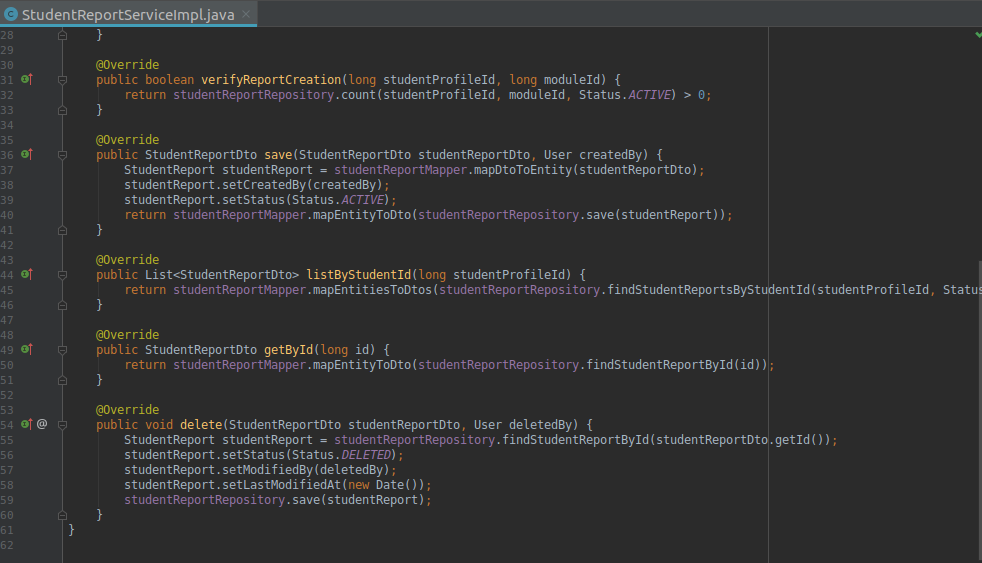 StudentReportServiceImpl.java
28 }
29
30 @Override
31 public boolean verifyReportCreation(long studentProfileId, long moduleId) {
32 return studentReportRepository.count(studentProfileId, moduleId, Status.ACTIVE) > 0;
33 }
34
35 @Override
36 public StudentReportDto save(StudentReportDto studentReportDto, User createdBy) {
37 StudentReport studentReport = studentReportMapper.mapDtoToEntity(studentReportDto);
38 studentReport.setCreatedBy(createdBy);
39 studentReport.setStatus(Status.ACTIVE);
40 return studentReportMapper.mapEntityToDto(studentReportRepository.save(studentReport));
41 }
42
43 @Override
44 public List<StudentReportDto> listByStudentId(long studentProfileId) {
45 return studentReportMapper.mapEntitiesToDtos(studentReportRepository.findStudentReportsByStudentId(studentProfileId, Status
46 }
47
48 @Override
49 public StudentReportDto getById(long id) {
50 return studentReportMapper.mapEntityToDto(studentReportRepository.findStudentReportById(id));
51 }
52
53 @Override
54 @ public void delete(StudentReportDto studentReportDto, User deletedBy) {
55 StudentReport studentReport = studentReportRepository.findStudentReportById(studentReportDto.getId());
56 studentReport.setStatus(Status.DELETED);
57 studentReport.setModifiedBy(deletedBy);
58 studentReport.setLastModifiedAt(new Date());
59 studentReportRepository.save(studentReport);
60 }
61 }
62